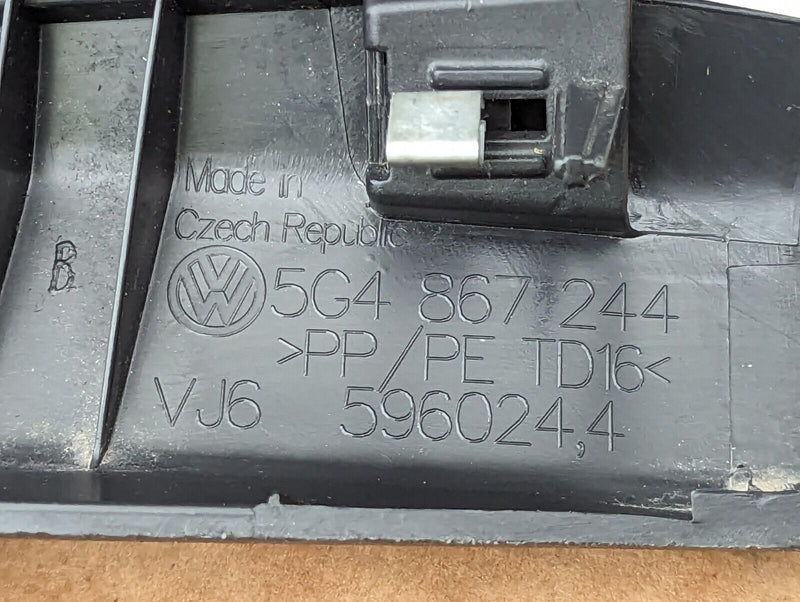 Made in
Czech Republic
5G4 867 244
>PP/PE TD16<
VJ6 596024,4
B